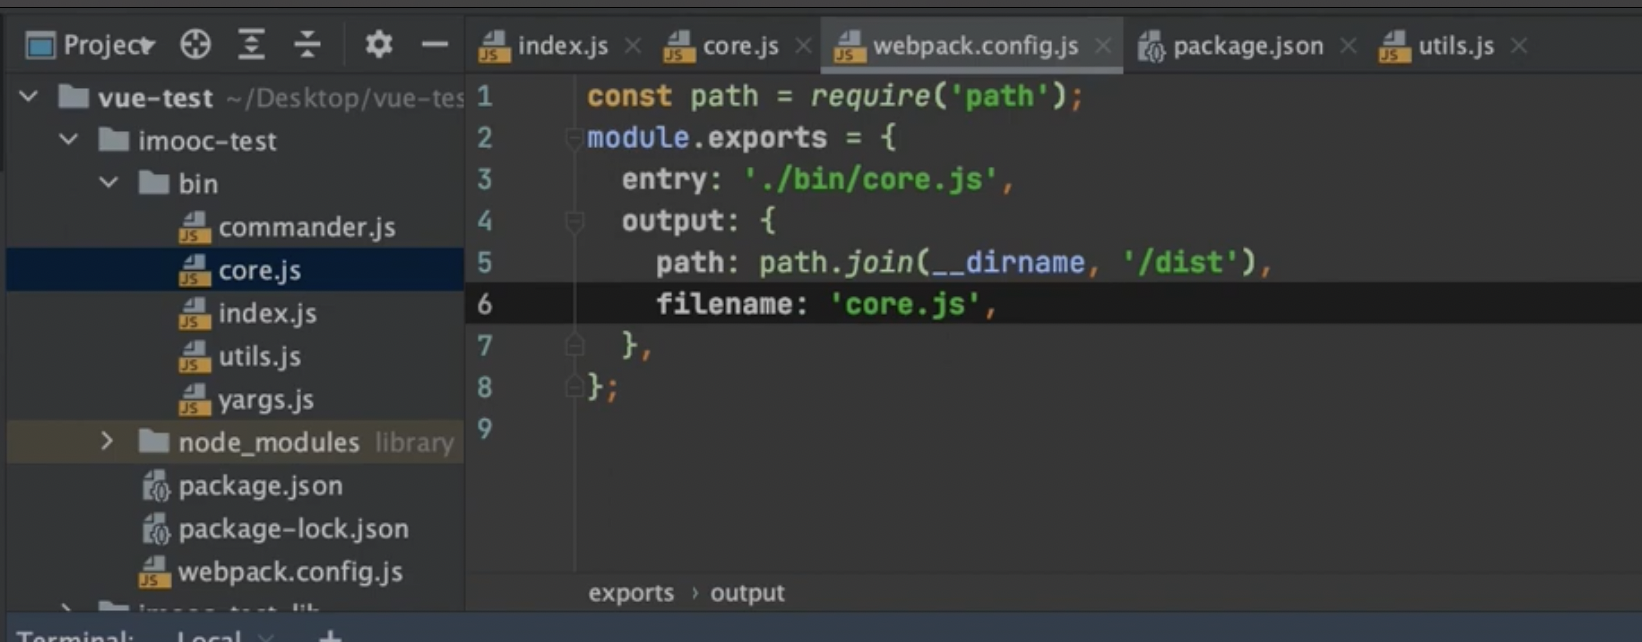 Project
index.js
core.js
webpack.config.js
package.json
utils.js
vue-test ~/Desktop/vue-tes
imooc-test
bin
commander.js
core.js
index.js
utils.js
yargs.js
node_modules library
package.json
package-lock.json
webpack.config.js
imooc-test-lib
1 const path = require('path');
2 module.exports = {
3 entry: './bin/core.js',
4 output: {
5 path: path.join(__dirname, '/dist'),
6 filename: 'core.js',
7 },
8 };
9
exports › output
Terminal: Local +